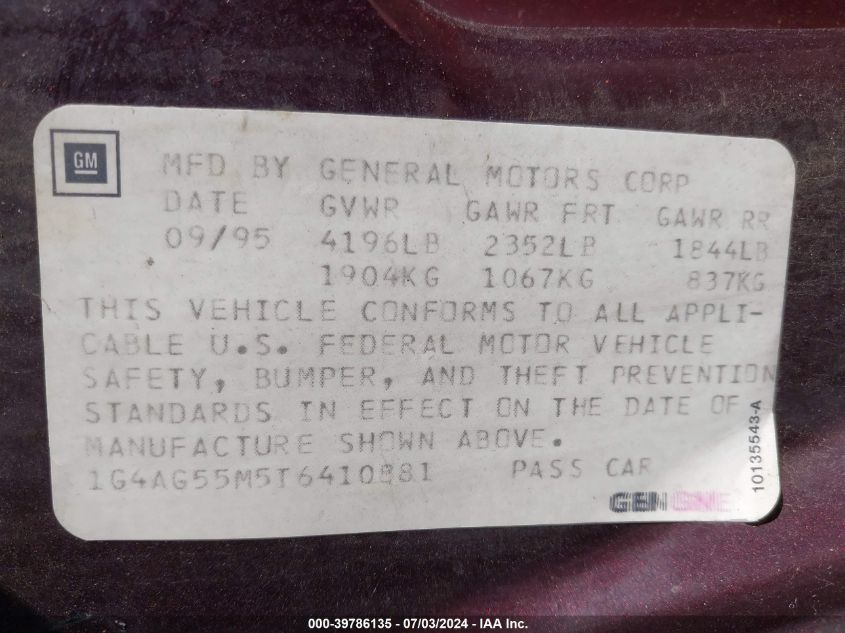 GM
MFD BY GENERAL MOTORS CORP
DATE GVWR GAWR FRT GAWR RR
09/95 4196LB 2352LB 1844LB
1904KG 1067KG 837KG
THIS VEHICLE CONFORMS TO ALL APPLI-
CABLE U.S. FEDERAL MOTOR VEHICLE
SAFETY, BUMPER, AND THEFT PREVENTION
STANDARDS IN EFFECT ON THE DATE OF
MANUFACTURE SHOWN ABOVE.
1G4AG55M5T6410881 PASS CAR
10135543-A
000-39786135 - 07/03/2024 - IAA Inc.